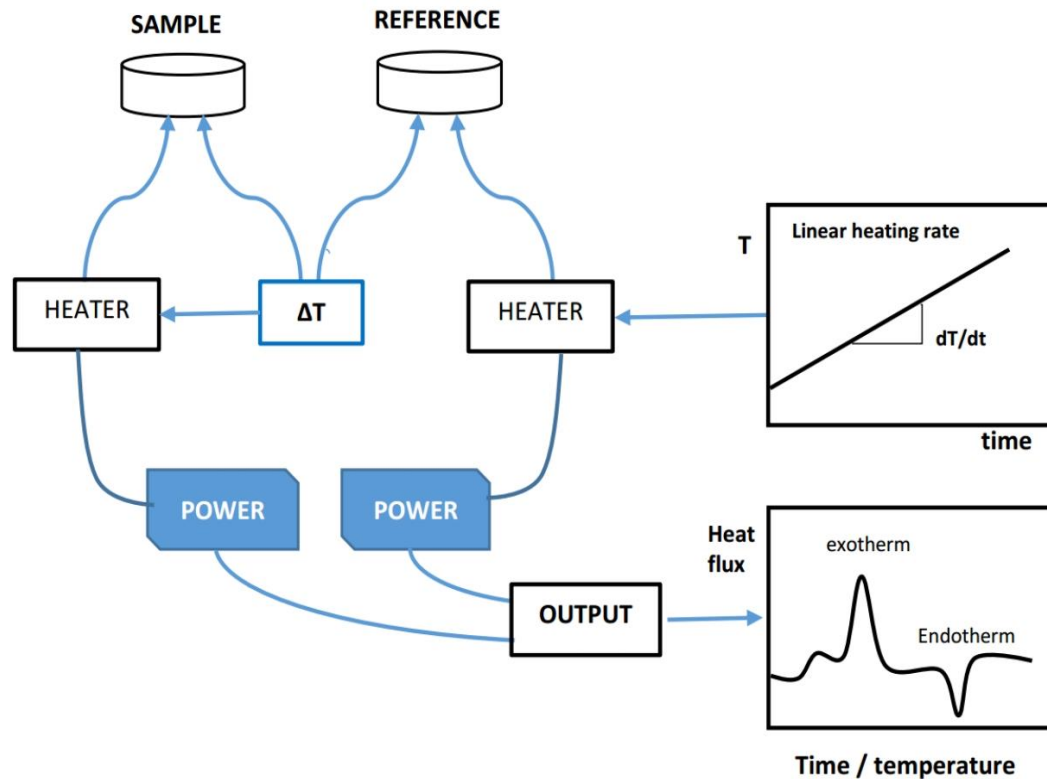 SAMPLE
REFERENCE
HEATER
ΔT
HEATER
T
Linear heating rate
dT/dt
time
POWER
POWER
OUTPUT
Heat
flux
exotherm
Endotherm
Time / temperature